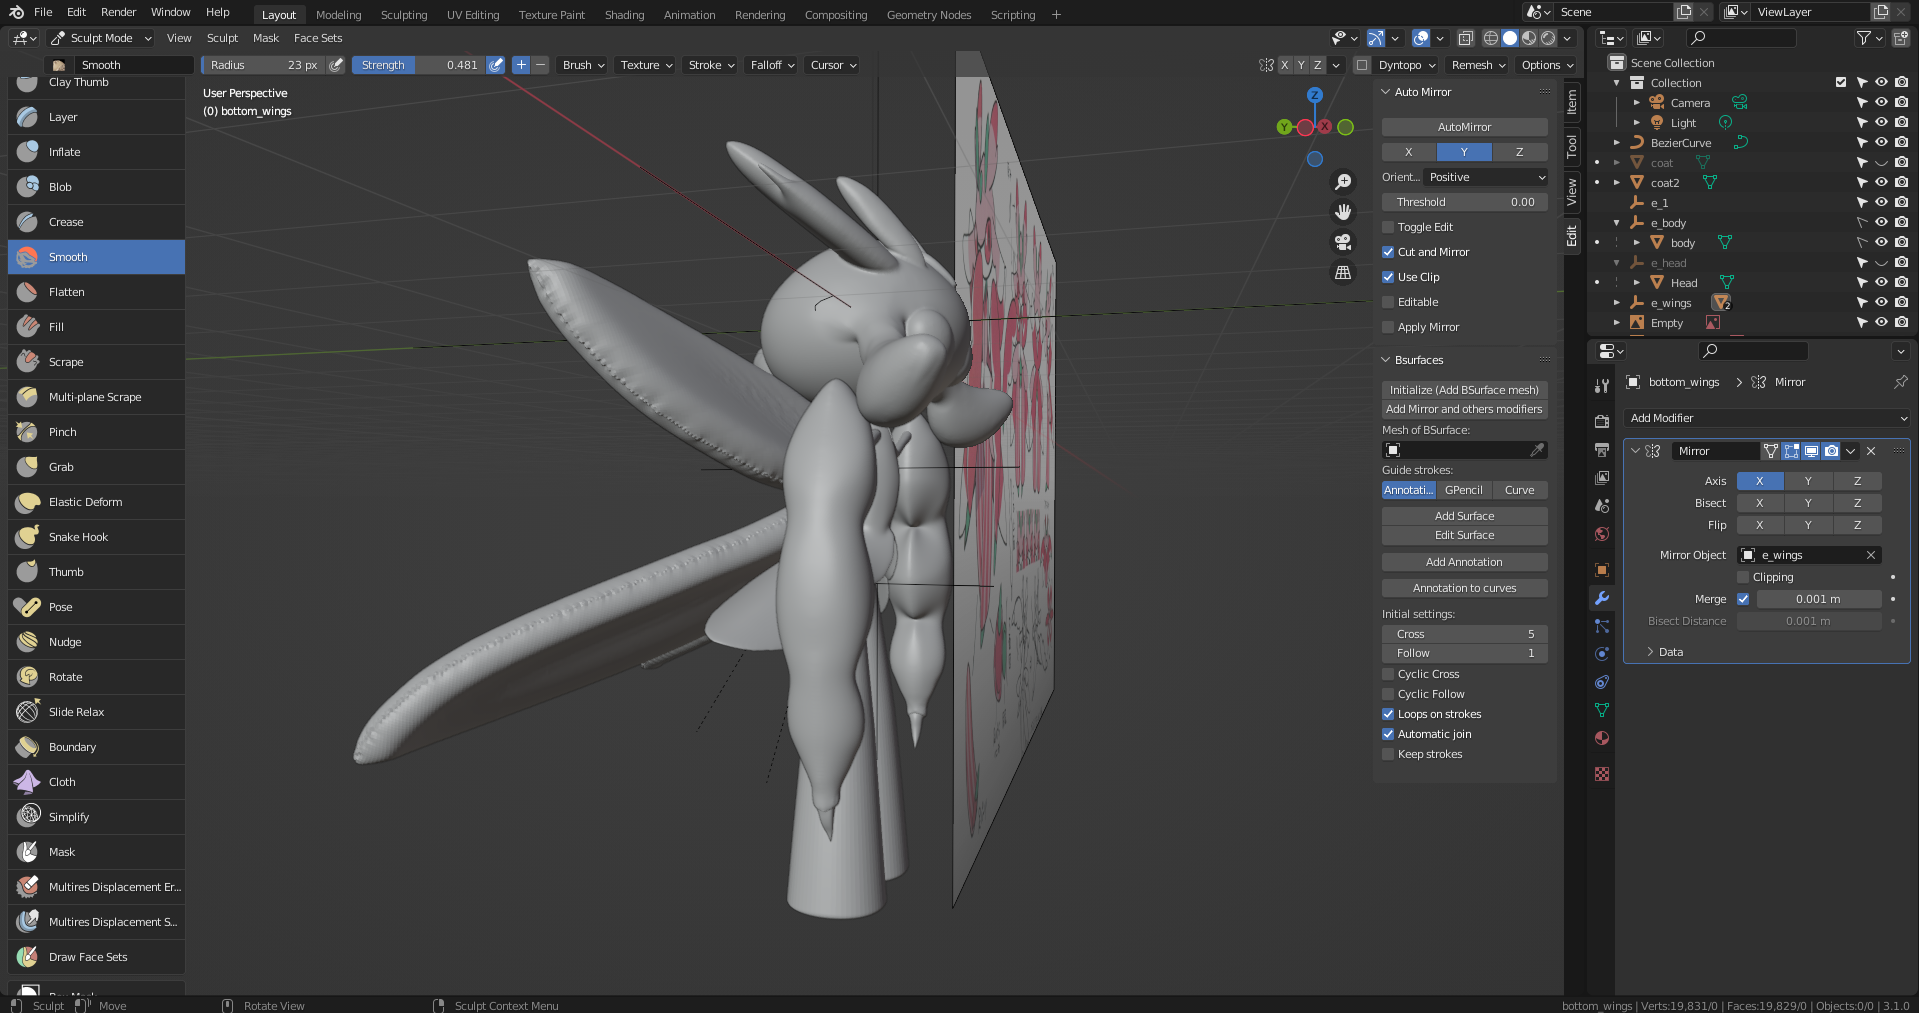 File Edit Render Window Help Layout Modeling Sculpting UV Editing Texture Paint Shading Animation Rendering Compositing Geometry Nodes Scripting + Scene ViewLayer
Sculpt Mode View Sculpt Mask Face Sets
Smooth Radius 23 px Strength 0.481 Brush Texture Stroke Falloff Cursor X Y Z Dyntopo Remesh Options
Clay Thumb
Layer
Inflate
Blob
Crease
Smooth
Flatten
Fill
Scrape
Multi-plane Scrape
Pinch
Grab
Elastic Deform
Snake Hook
Thumb
Pose
Nudge
Rotate
Slide Relax
Boundary
Cloth
Simplify
Mask
Multires Displacement Er...
Multires Displacement S...
Draw Face Sets
User Perspective
(0) bottom_wings
Z
Y X
Auto Mirror
AutoMirror
X Y Z
Orient... Positive
Threshold 0.00
Toggle Edit
Cut and Mirror
Use Clip
Editable
Apply Mirror
Bsurfaces
Initialize (Add BSurface mesh)
Add Mirror and others modifiers
Mesh of BSurface:
Guide strokes:
Annotati... GPencil Curve
Add Surface
Edit Surface
Add Annotation
Annotation to curves
Initial settings:
Cross 5
Follow 1
Cyclic Cross
Cyclic Follow
Loops on strokes
Automatic join
Keep strokes
Item
Tool
View
Edit
Scene Collection
Collection
Camera
Light
BezierCurve
coat
coat2
e_1
e_body
body
e_head
Head
e_wings 2
Empty
bottom_wings > Mirror
Add Modifier
Mirror
Axis X Y Z
Bisect X Y Z
Flip X Y Z
Mirror Object e_wings
Clipping
Merge 0.001 m
Bisect Distance 0.001 m
Data
Sculpt Move Rotate View Sculpt Context Menu bottom_wings | Verts:19,831/0 | Faces:19,829/0 | Objects:0/0 | 3.1.0